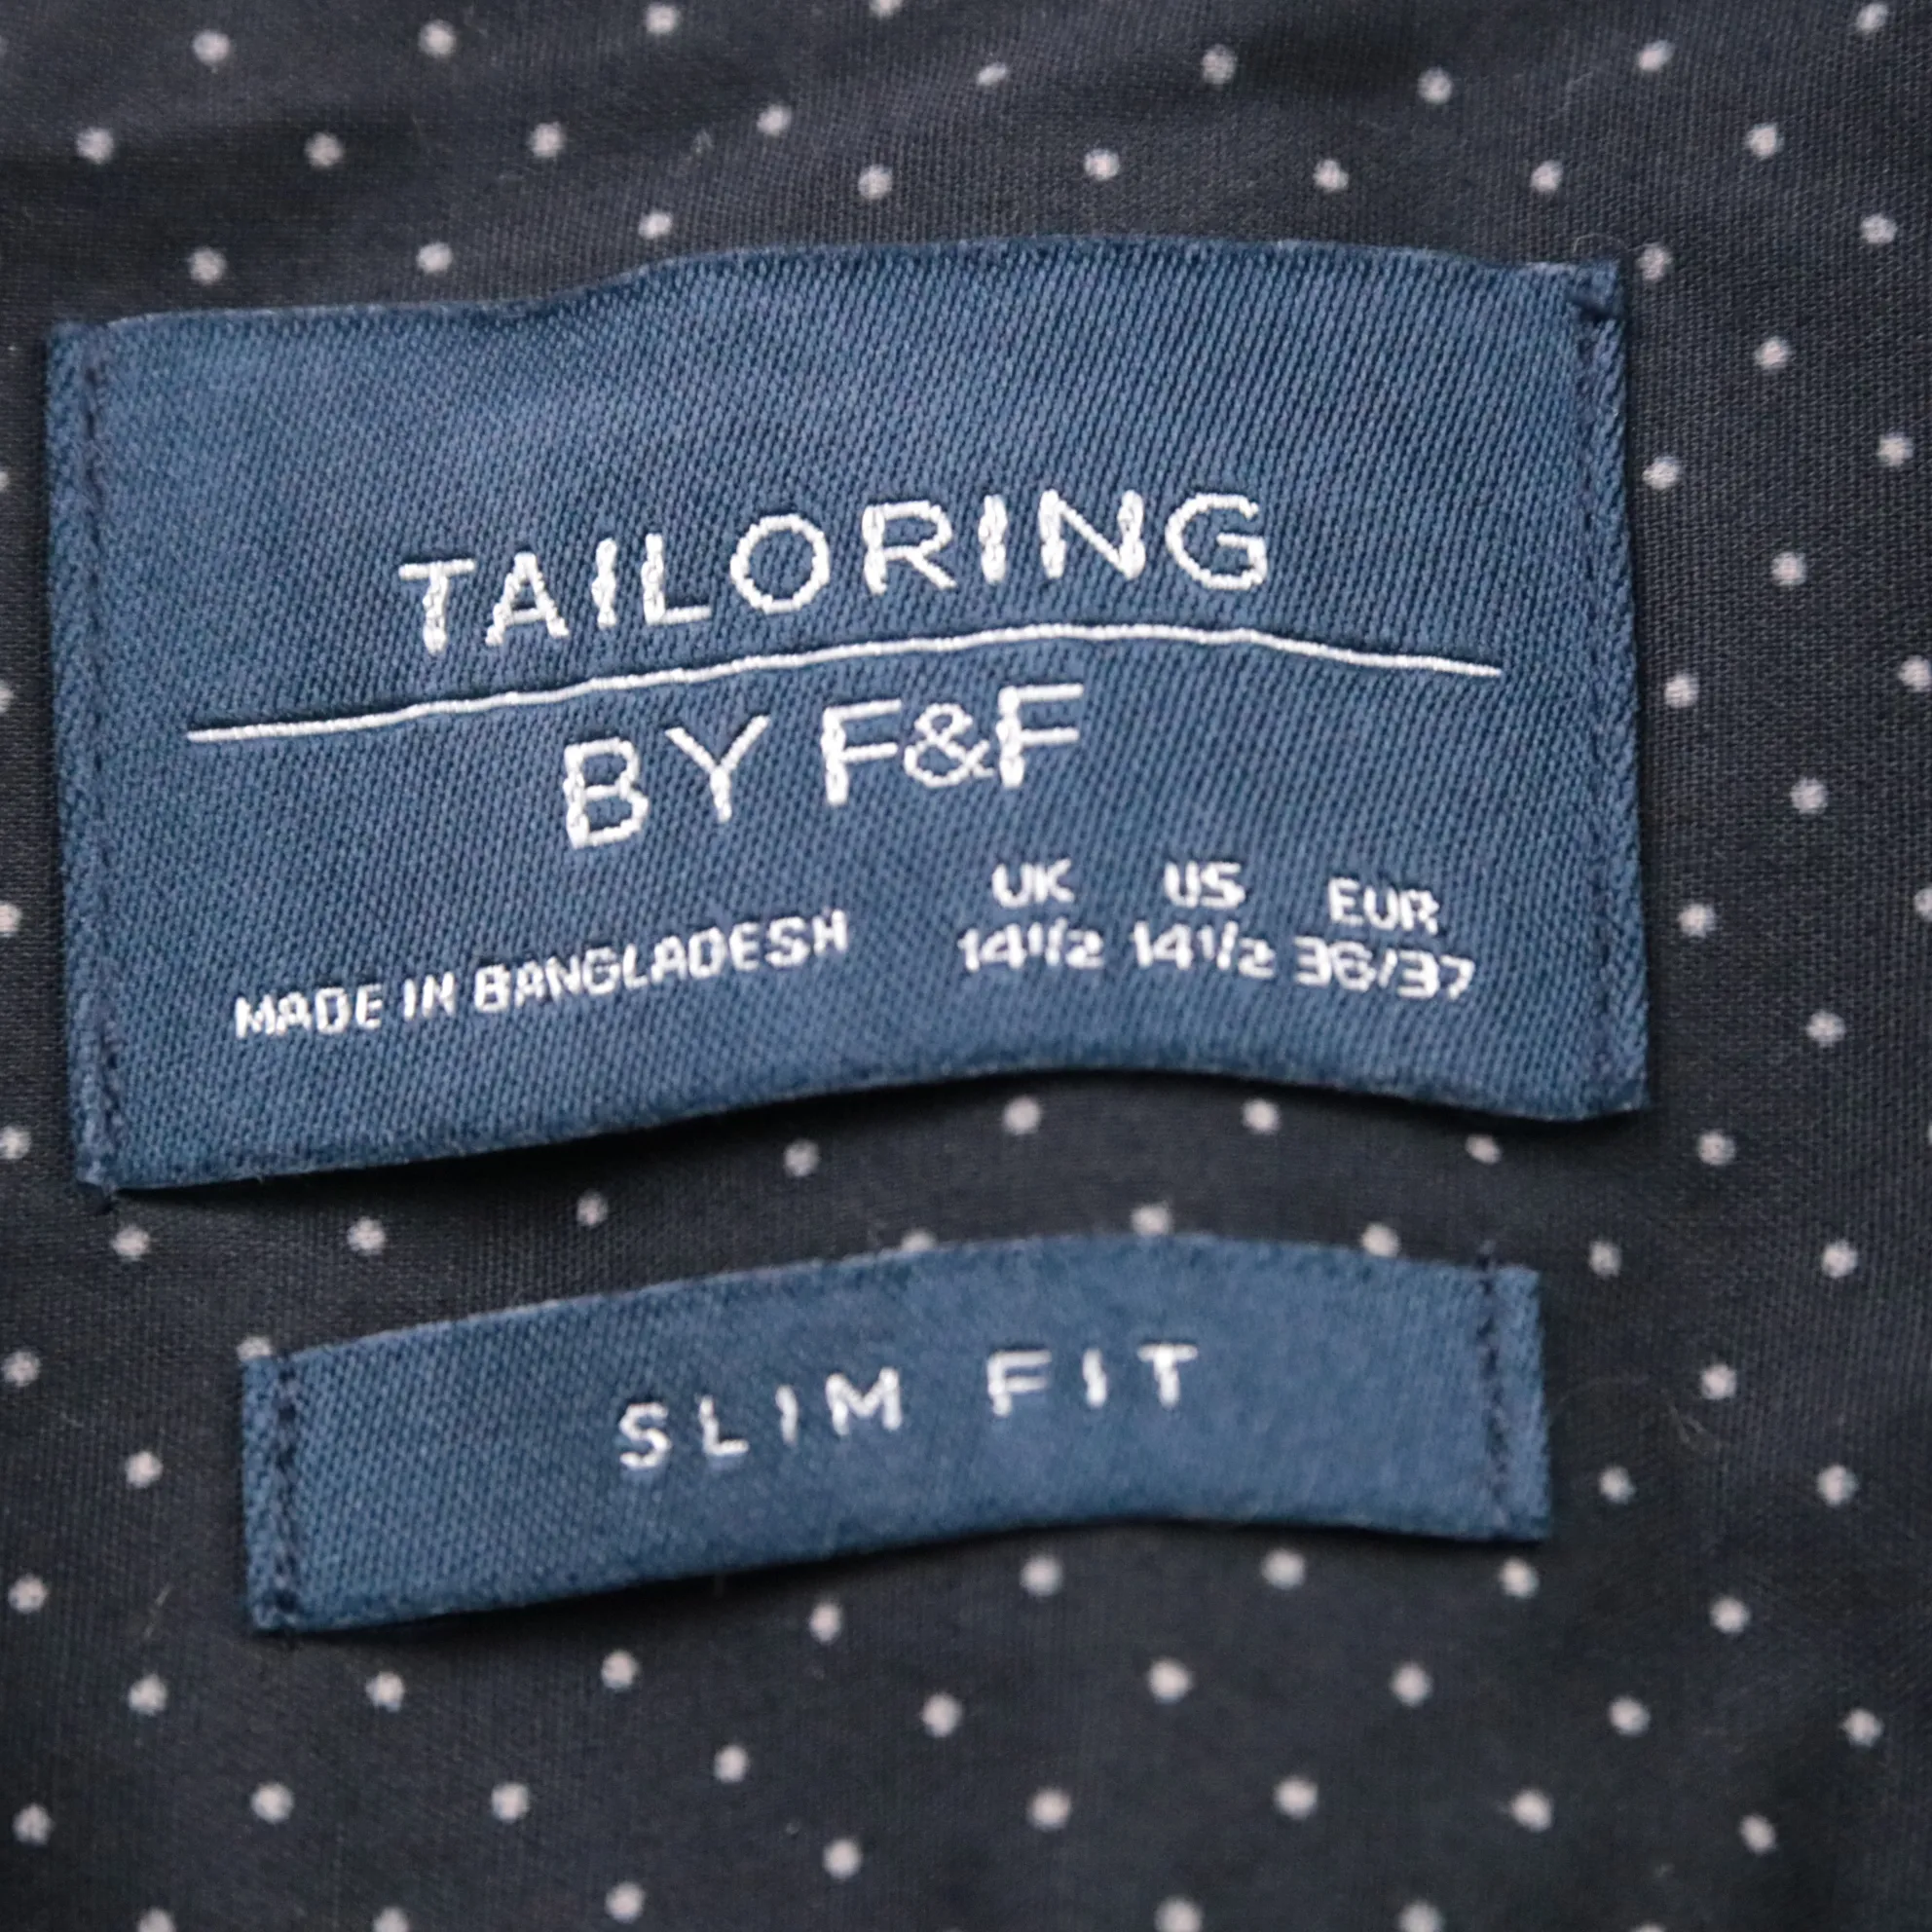 TAILORING
BY F&F
UK US EUR
MADE IN BANGLADESH 14½ 14½ 36/37
SLIM FIT